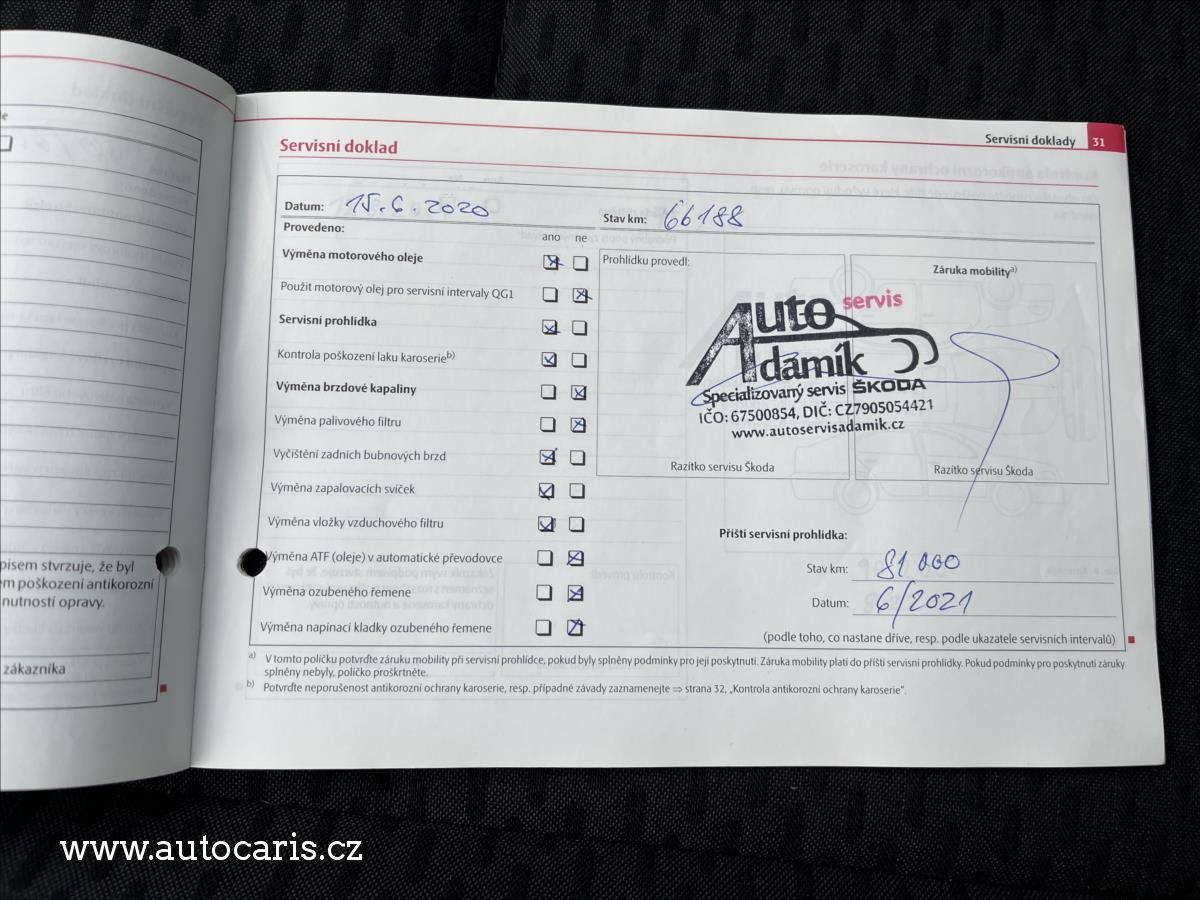 Servisní doklady 31
Servisní doklad
Datum: 15.6.2020 Stav km: 66188
Provedeno:
ano ne
Výměna motorového oleje
Použit motorový olej pro servisní intervaly QG1
Servisní prohlídka
Kontrola poškození laku karoserieb)
Výměna brzdové kapaliny
Výměna palivového filtru
Vyčištění zadních bubnových brzd
Výměna zapalovacích svíček
Výměna vložky vzduchového filtru
Výměna ATF (oleje) v automatické převodovce
Výměna ozubeného řemene
Výměna napínací kladky ozubeného řemene
Prohlídku provedl:
Záruka mobilitya)
Auto servis
Adamík
Specializovaný servis ŠKODA
IČO: 67500854, DIČ: CZ7905054421
www.autoservisadamik.cz
Razítko servisu Škoda
Razítko servisu Škoda
Příští servisní prohlídka:
Stav km: 81 000
Datum: 6/2021
(podle toho, co nastane dříve, resp. podle ukazatele servisních intervalů)
a) V tomto políčku potvrďte záruku mobility při servisní prohlídce, pokud byly splněny podmínky pro její poskytnutí. Záruka mobility platí do příští servisní prohlídky. Pokud podmínky pro poskytnutí záruky
splněny nebyly, políčko proškrtněte.
b) Potvrďte neporušenost antikorozní ochrany karoserie, resp. případné závady zaznamenejte ⇒ strana 32, „Kontrola antikorozní ochrany karoserie“.
pisem stvrzuje, že byl
m poškození antikorozní
nutností opravy.
zákazníka
www.autocaris.cz